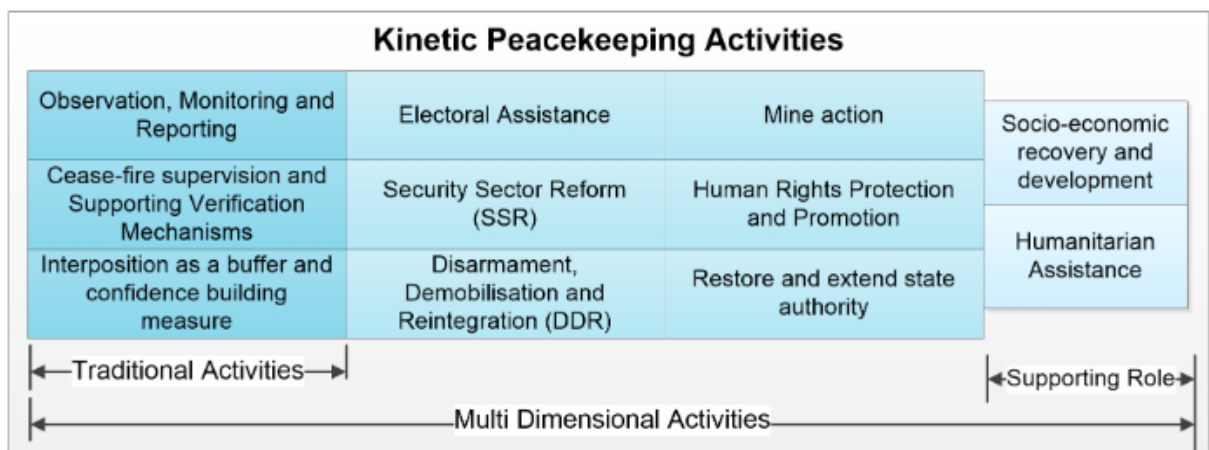 Kinetic Peacekeeping Activities
Observation, Monitoring and
Reporting
Electoral Assistance
Mine action
Socio-economic
recovery and
development
Cease-fire supervision and
Supporting Verification
Mechanisms
Security Sector Reform
(SSR)
Human Rights Protection
and Promotion
Humanitarian
Assistance
Interposition as a buffer and
confidence building
measure
Disarmament,
Demobilisation and
Reintegration (DDR)
Restore and extend state
authority
Traditional Activities
Supporting Role
Multi Dimensional Activities